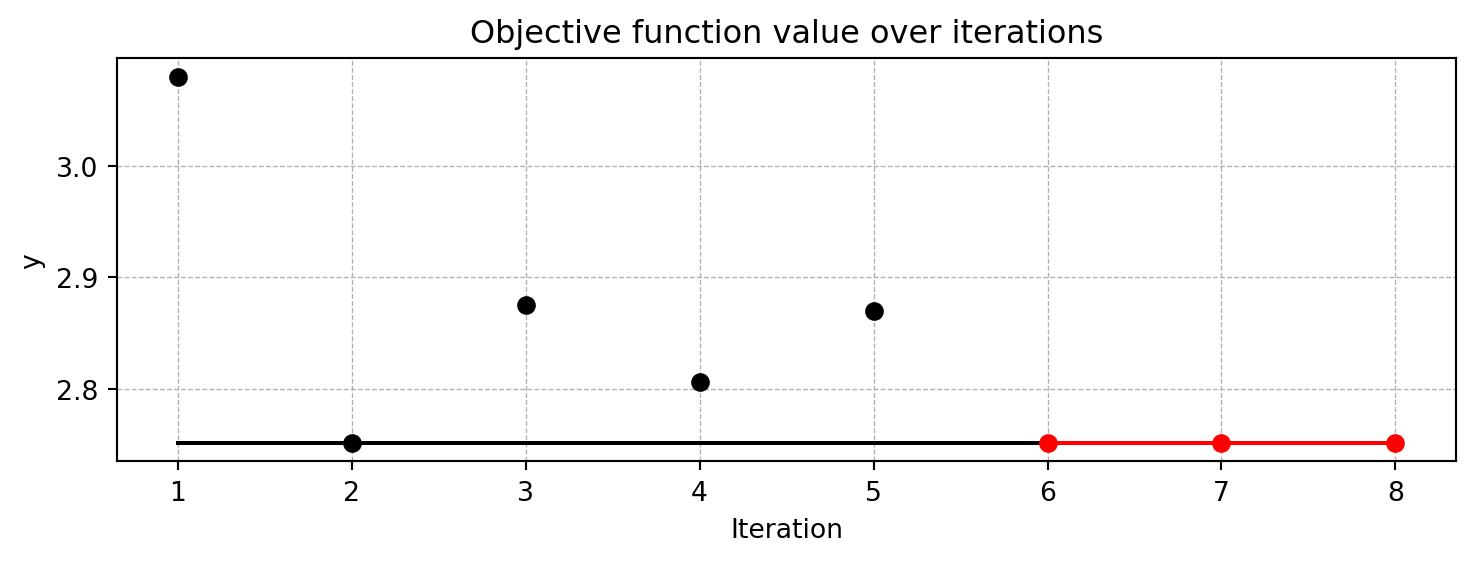 Objective function value over iterations
y
3.0
2.9
2.8
1 2 3 4 5 6 7 8
Iteration